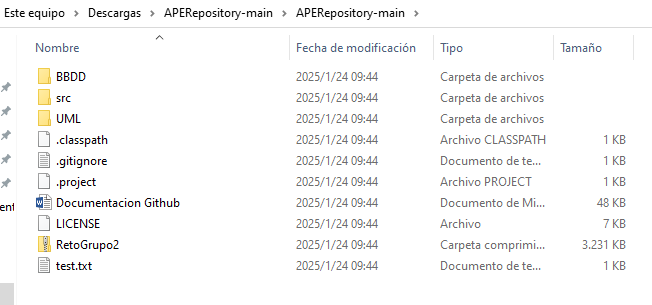 Este equipo > Descargas > APERepository-main > APERepository-main >
Nombre Fecha de modificación Tipo Tamaño
BBDD 2025/1/24 09:44 Carpeta de archivos
src 2025/1/24 09:44 Carpeta de archivos
UML 2025/1/24 09:44 Carpeta de archivos
.classpath 2025/1/24 09:44 Archivo CLASSPATH 1 KB
.gitignore 2025/1/24 09:44 Documento de te... 1 KB
.project 2025/1/24 09:44 Archivo PROJECT 1 KB
Documentacion Github 2025/1/24 09:44 Documento de Mi... 48 KB
LICENSE 2025/1/24 09:44 Archivo 7 KB
RetoGrupo2 2025/1/24 09:44 Carpeta comprimi... 3.231 KB
test.txt 2025/1/24 09:44 Documento de te... 1 KB